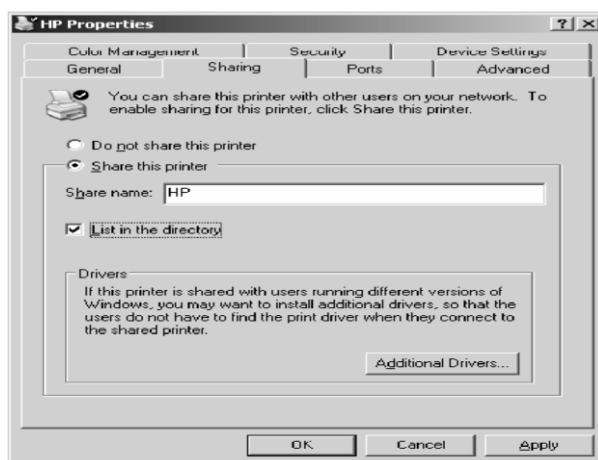 HP Properties
Color Management Security Device Settings
General Sharing Ports Advanced
You can share this printer with other users on your network. To
enable sharing for this printer, click Share this printer.
Do not share this printer
Share this printer
Share name: HP
List in the directory
Drivers
If this printer is shared with users running different versions of
Windows, you may want to install additional drivers, so that the
users do not have to find the print driver when they connect to
the shared printer.
Additional Drivers...
OK Cancel Apply